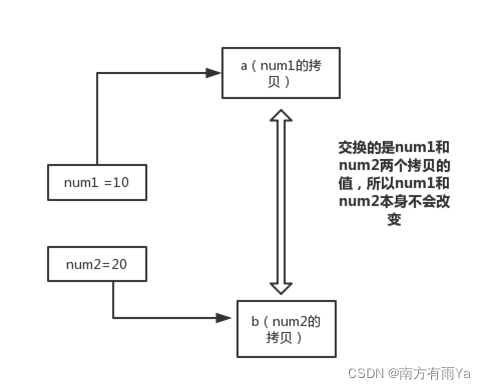 a（num1的拷
贝）
交换的是num1和
num2两个拷贝的
值，所以num1和
num2本身不会改
变
num1 =10
num2=20
b（num2的
拷贝）
CSDN @南方有雨Ya